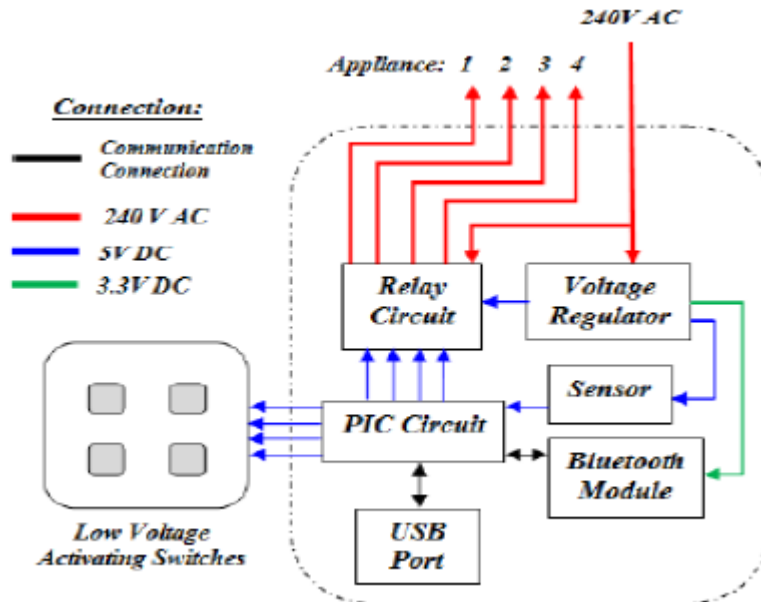 240V AC
Appliance: 1 2 3 4
Connection:
Communication
Connection
240 V AC
5V DC
3.3V DC
Relay
Circuit
Voltage
Regulator
Sensor
PIC Circuit
Bluetooth
Module
USB
Port
Low Voltage
Activating Switches